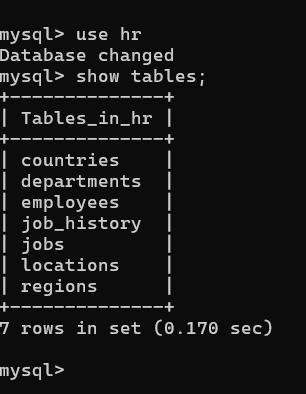 mysql> use hr
Database changed
mysql> show tables;
+--------------+
| Tables_in_hr |
+--------------+
| countries    |
| departments  |
| employees    |
| job_history  |
| jobs         |
| locations    |
| regions      |
+--------------+
7 rows in set (0.170 sec)
mysql>